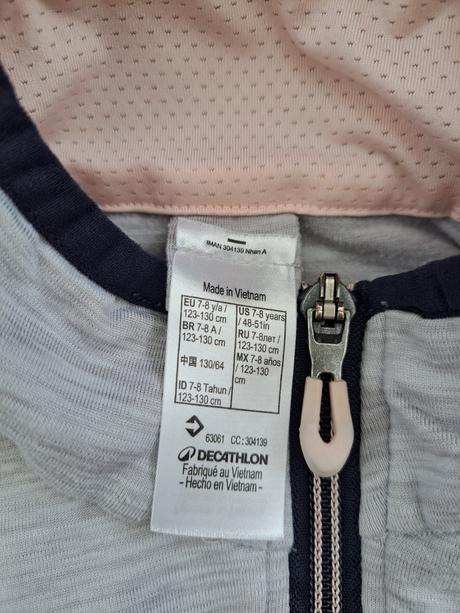 IMAN 304139 Nhan A
Made in Vietnam
EU 7-8 y/a /
123-130 cm
BR 7-8 A /
123-130 cm
中国 130/64
ID 7-8 Tahun /
123-130 cm
US 7-8 years
/ 48-51in
RU 7-8лет /
123-130 cm
MX 7-8 años
/ 123-130
cm
63061 CC:304139
DECATHLON
Fabriqué au Vietnam
- Hecho en Vietnam -